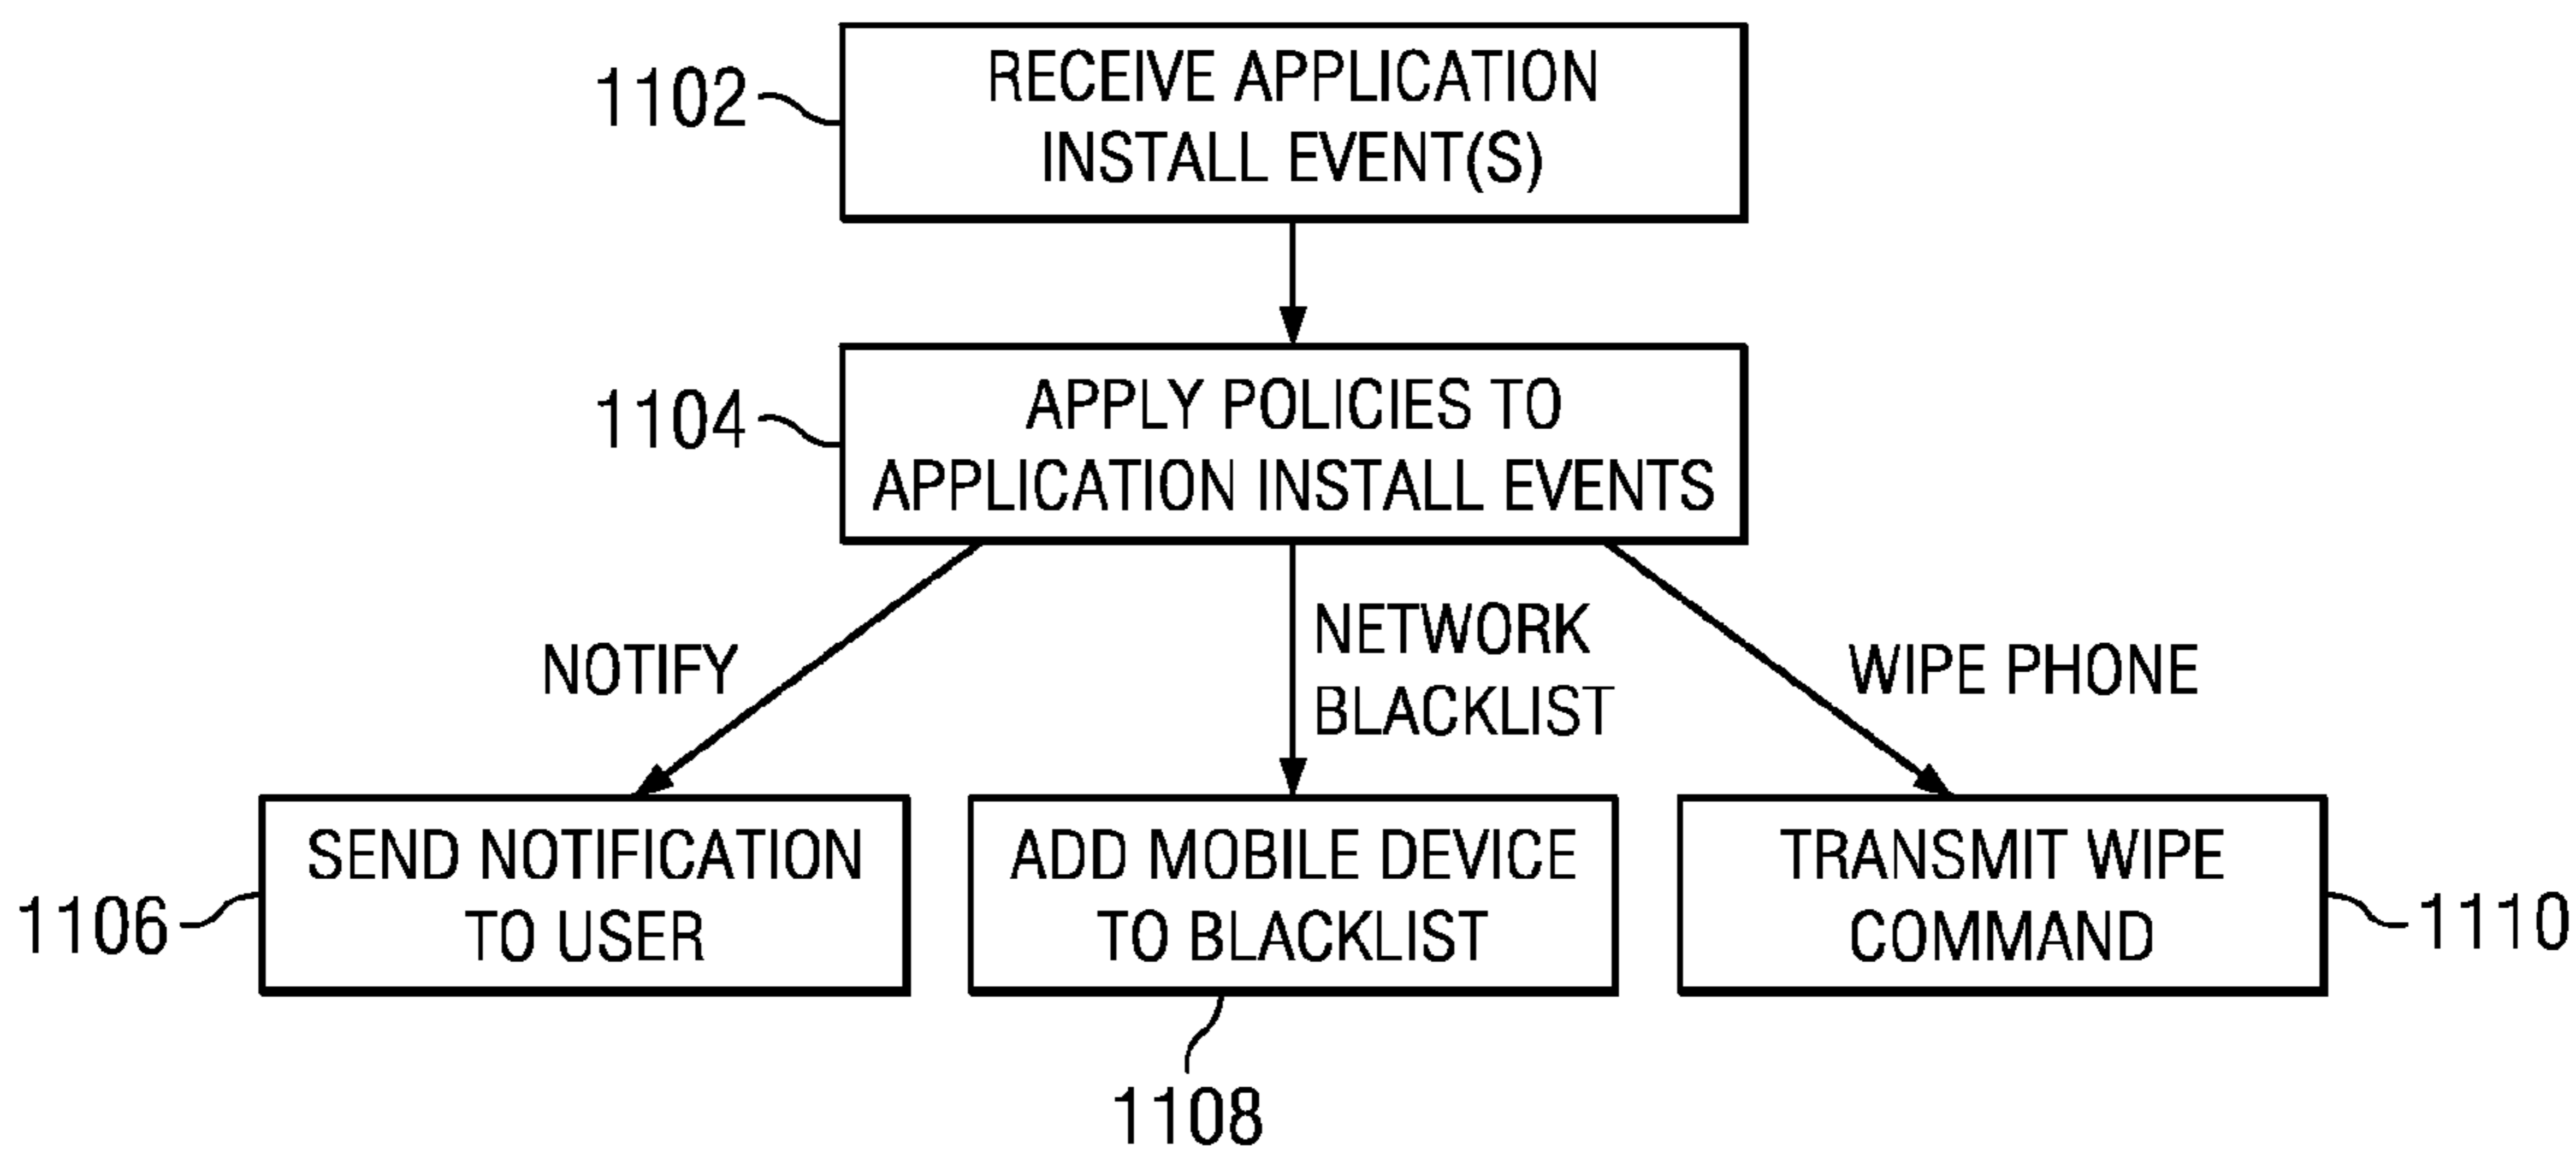 1102
RECEIVE APPLICATION
INSTALL EVENT(S)
1104
APPLY POLICIES TO
APPLICATION INSTALL EVENTS
NOTIFY
NETWORK
BLACKLIST
WIPE PHONE
1106
SEND NOTIFICATION
TO USER
ADD MOBILE DEVICE
TO BLACKLIST
TRANSMIT WIPE
COMMAND
1110
1108